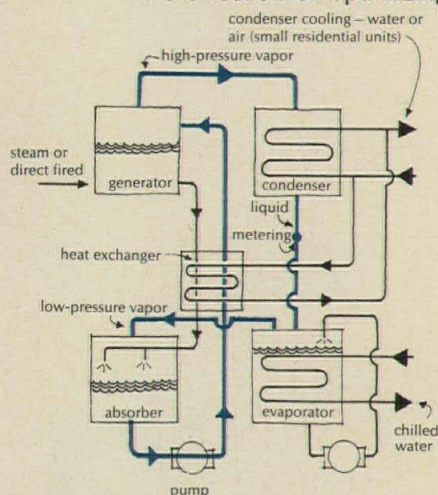 condenser cooling – water or
air (small residential units)
high-pressure vapor
steam or
direct fired
generator
condenser
liquid
metering
heat exchanger
low-pressure vapor
absorber
evaporator
chilled
water
pump